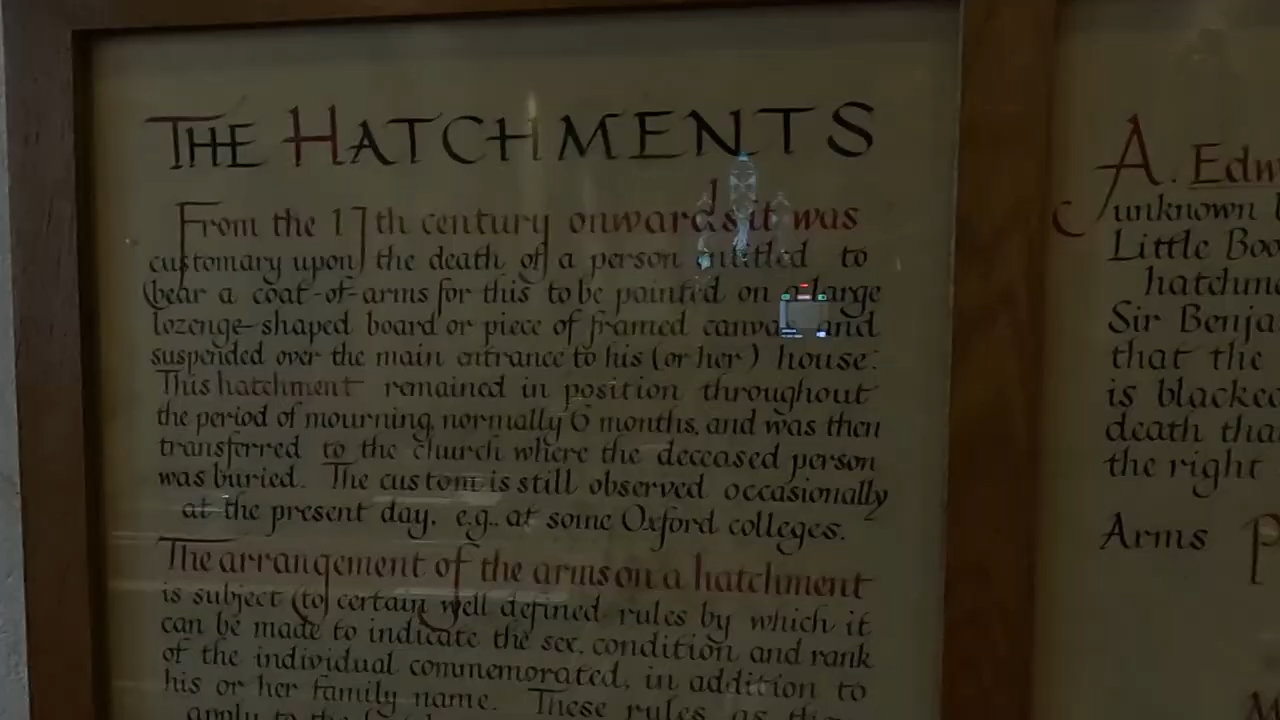 THE HATCHMENTS
From the 17th century onwards it was
customary upon the death of a person entitled to
bear a coat-of-arms for this to be painted on a large
lozenge-shaped board or piece of framed canvas and
suspended over the main entrance to his (or her) house.
This hatchment remained in position throughout
the period of mourning, normally 6 months, and was then
transferred to the church where the deceased person
was buried. The custom is still observed occasionally
at the present day, e.g. at some Oxford colleges.
The arrangement of the arms on a hatchment
is subject to certain well defined rules by which it
can be made to indicate the sex, condition and rank
of the individual commemorated, in addition to
his or her family name. These rules as
apply to the
A. Edw
unknown
Little Boo
hatchme
Sir Benja
that the
is blacked
death tha
the right
Arms P